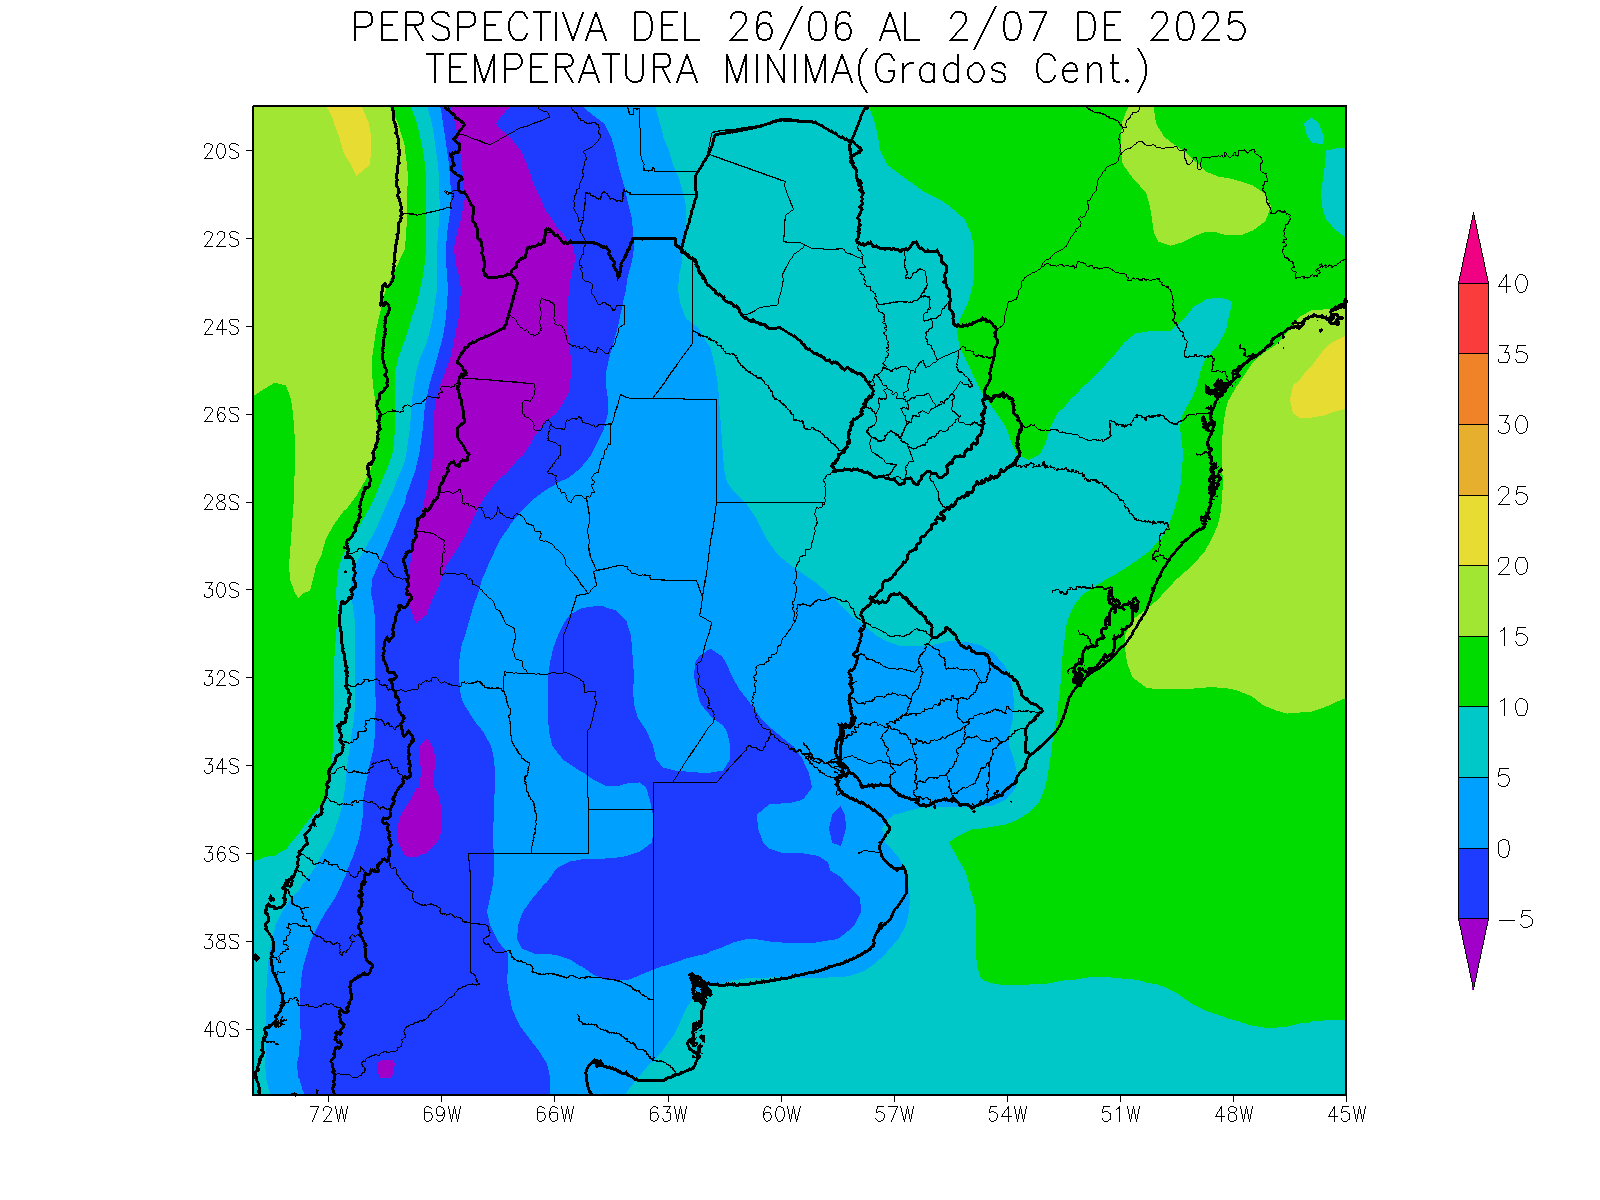 PERSPECTIVA DEL 26/06 AL 2/07 DE 2025
TEMPERATURA MINIMA(Grados Cent.)
20S
22S
24S
26S
28S
30S
32S
34S
36S
38S
40S
72W 69W 66W 63W 60W 57W 54W 51W 48W 45W
40
35
30
25
20
15
10
5
0
-5